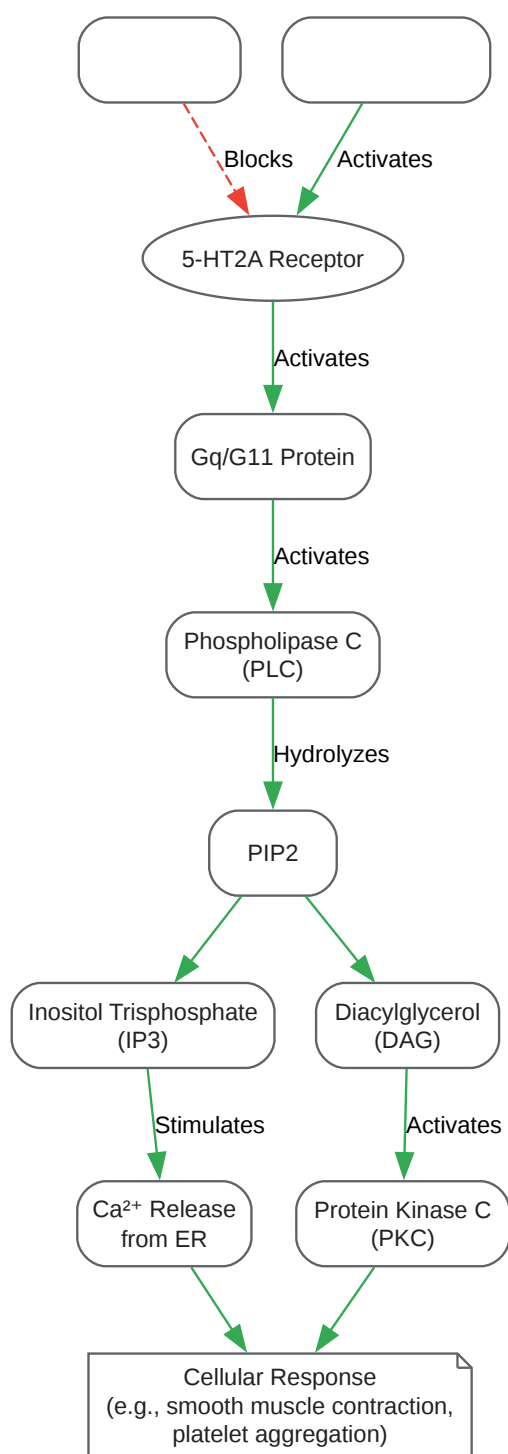 Blocks
Activates
5-HT2A Receptor
Activates
Gq/G11 Protein
Activates
Phospholipase C
(PLC)
Hydrolyzes
PIP2
Inositol Trisphosphate
(IP3)
Diacylglycerol
(DAG)
Stimulates
Activates
Ca²⁺ Release
from ER
Protein Kinase C
(PKC)
Cellular Response
(e.g., smooth muscle contraction,
platelet aggregation)